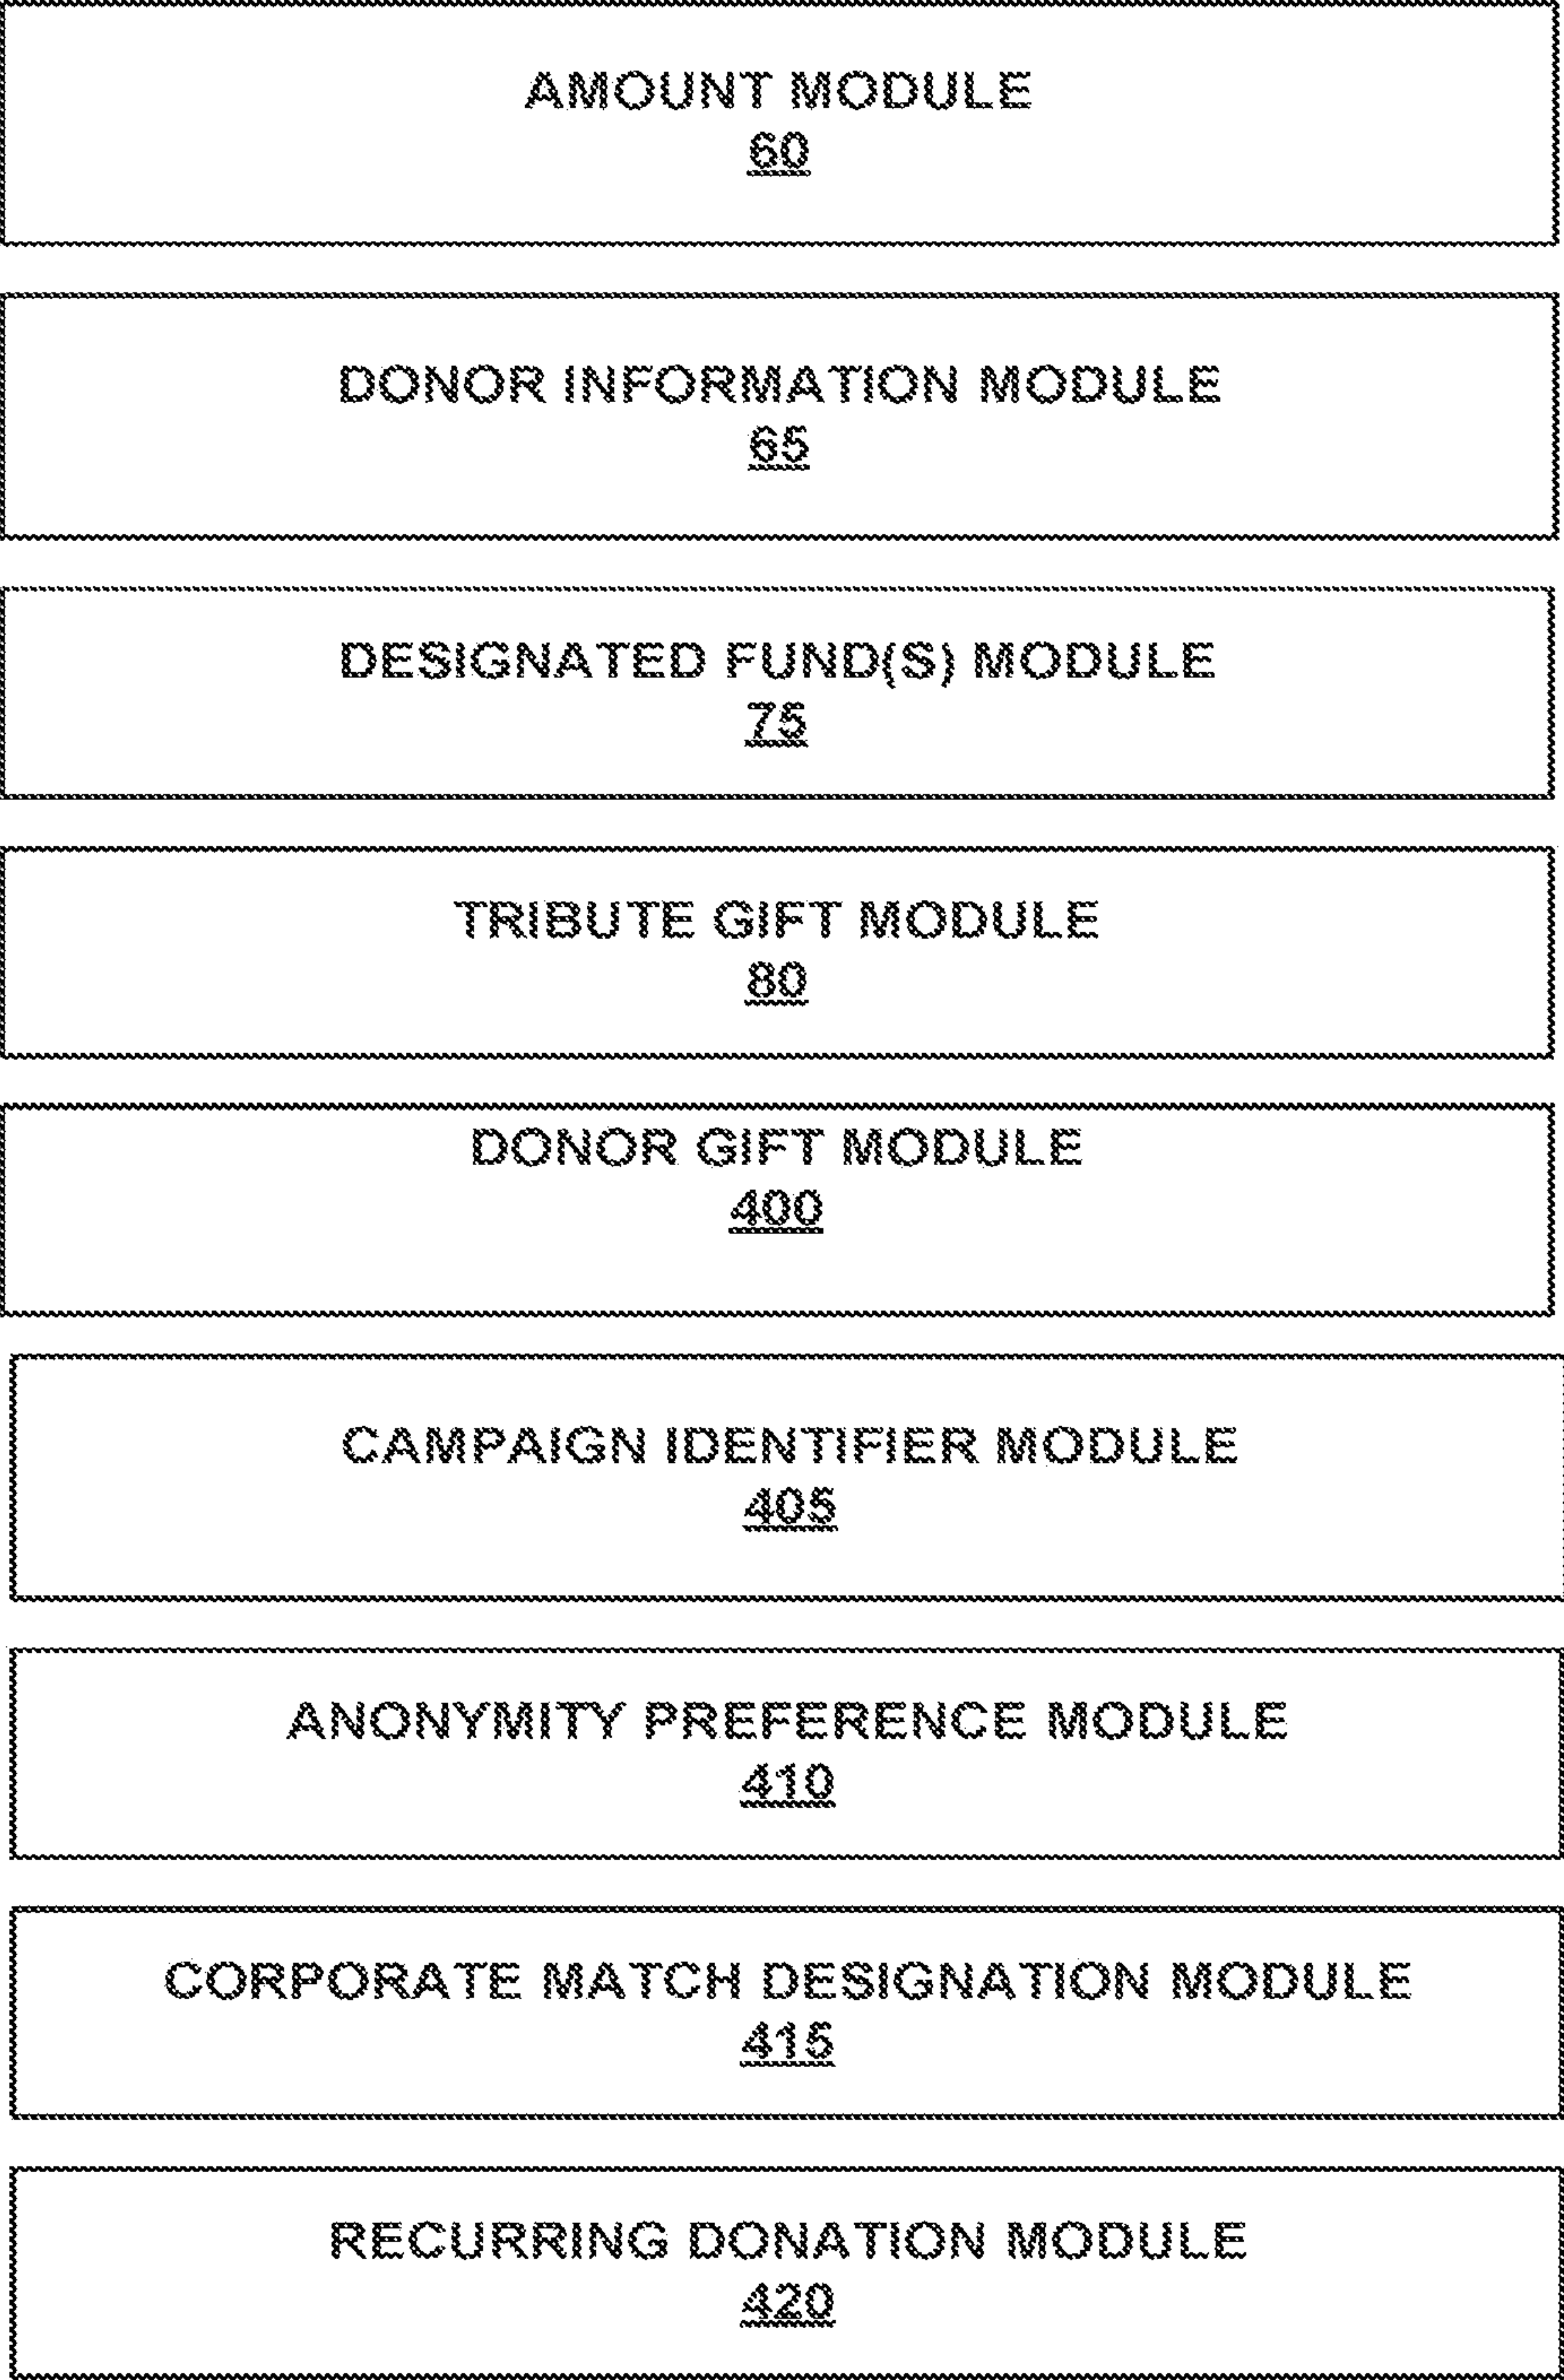 AMOUNT MODULE
60
DONOR INFORMATION MODULE
65
DESIGNATED FUND(S) MODULE
75
TRIBUTE GIFT MODULE
80
DONOR GIFT MODULE
400
CAMPAIGN IDENTIFIER MODULE
405
ANONYMITY PREFERENCE MODULE
410
CORPORATE MATCH DESIGNATION MODULE
415
RECURRING DONATION MODULE
420